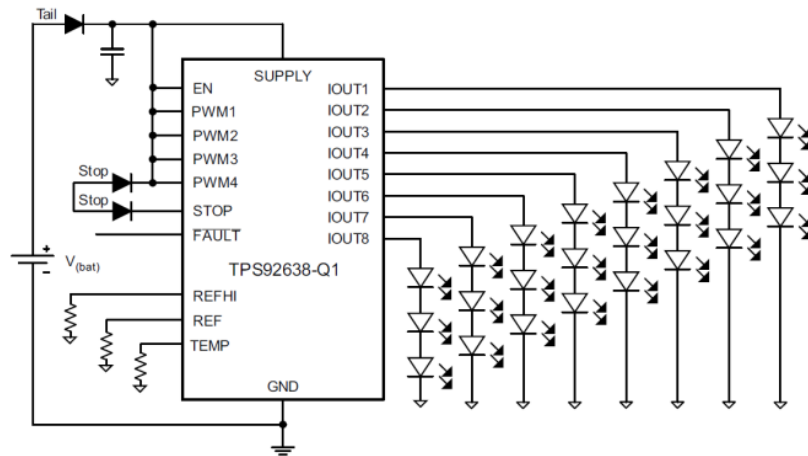 Tail
SUPPLY
EN
PWM1
PWM2
PWM3
PWM4
STOP
FAULT
Stop
Stop
V(bat)
+
-
TPS92638-Q1
REFHI
REF
TEMP
GND
IOUT1
IOUT2
IOUT3
IOUT4
IOUT5
IOUT6
IOUT7
IOUT8